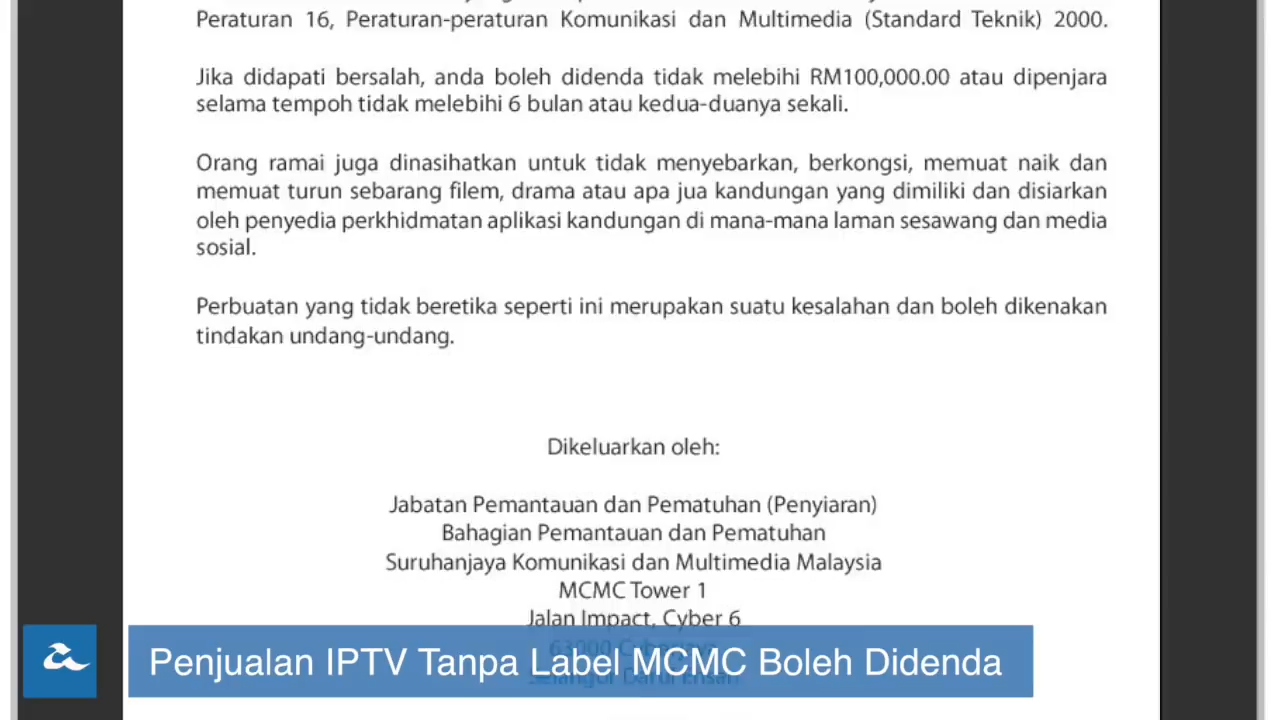 Peraturan 16, Peraturan-peraturan Komunikasi dan Multimedia (Standard Teknik) 2000.
Jika didapati bersalah, anda boleh didenda tidak melebihi RM100,000.00 atau dipenjara
selama tempoh tidak melebihi 6 bulan atau kedua-duanya sekali.
Orang ramai juga dinasihatkan untuk tidak menyebarkan, berkongsi, memuat naik dan
memuat turun sebarang filem, drama atau apa jua kandungan yang dimiliki dan disiarkan
oleh penyedia perkhidmatan aplikasi kandungan di mana-mana laman sesawang dan media
sosial.
Perbuatan yang tidak beretika seperti ini merupakan suatu kesalahan dan boleh dikenakan
tindakan undang-undang.
Dikeluarkan oleh:
Jabatan Pemantauan dan Pematuhan (Penyiaran)
Bahagian Pemantauan dan Pematuhan
Suruhanjaya Komunikasi dan Multimedia Malaysia
MCMC Tower 1
Jalan Impact, Cyber 6
63000 Cyberjaya
Selangor Darul Ehsan
Penjualan IPTV Tanpa Label MCMC Boleh Didenda